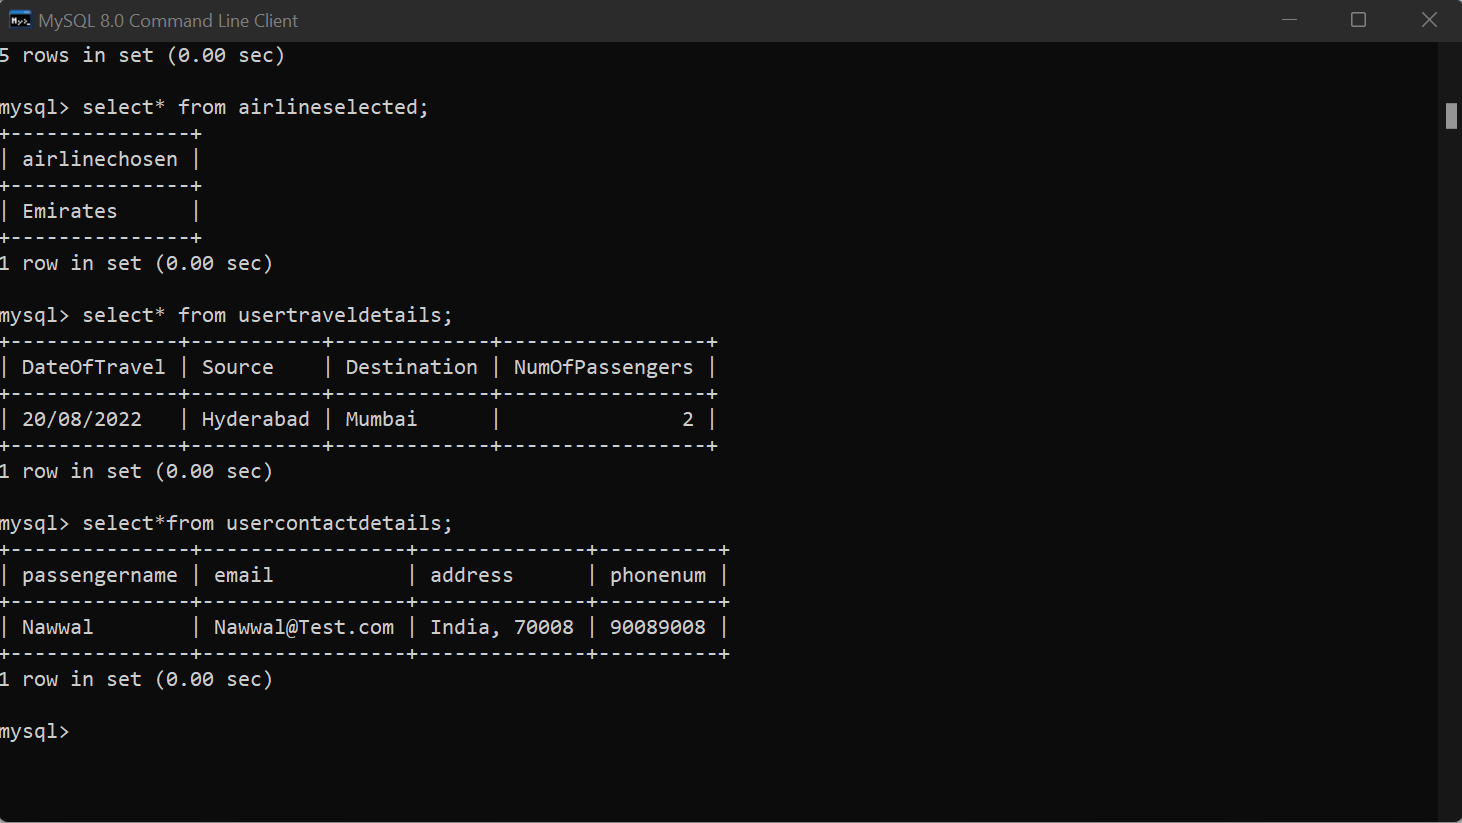 MySQL 8.0 Command Line Client
5 rows in set (0.00 sec)
mysql> select* from airlineselected;
+---------------+
| airlinechosen |
+---------------+
| Emirates      |
+---------------+
1 row in set (0.00 sec)
mysql> select* from usertraveldetails;
+--------------+-----------+-------------+-----------------+
| DateOfTravel | Source    | Destination | NumOfPassengers |
+--------------+-----------+-------------+-----------------+
| 20/08/2022   | Hyderabad | Mumbai      |               2 |
+--------------+-----------+-------------+-----------------+
1 row in set (0.00 sec)
mysql> select*from usercontactdetails;
+---------------+-----------------+--------------+----------+
| passengername | email           | address      | phonenum |
+---------------+-----------------+--------------+----------+
| Nawwal        | Nawwal@Test.com | India, 70008 | 90089008 |
+---------------+-----------------+--------------+----------+
1 row in set (0.00 sec)
mysql>